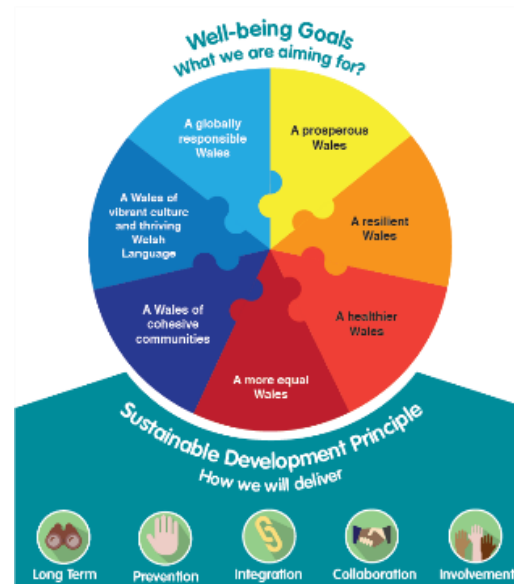 Well-being Goals
What we are aiming for?
A prosperous
Wales
A resilient
Wales
A healthier
Wales
A more equal
Wales
A Wales of
cohesive
communities
A Wales of
vibrant culture
and thriving
Welsh
Language
A globally
responsible
Wales
Sustainable Development Principle
How we will deliver
Long Term
Prevention
Integration
Collaboration
Involvement